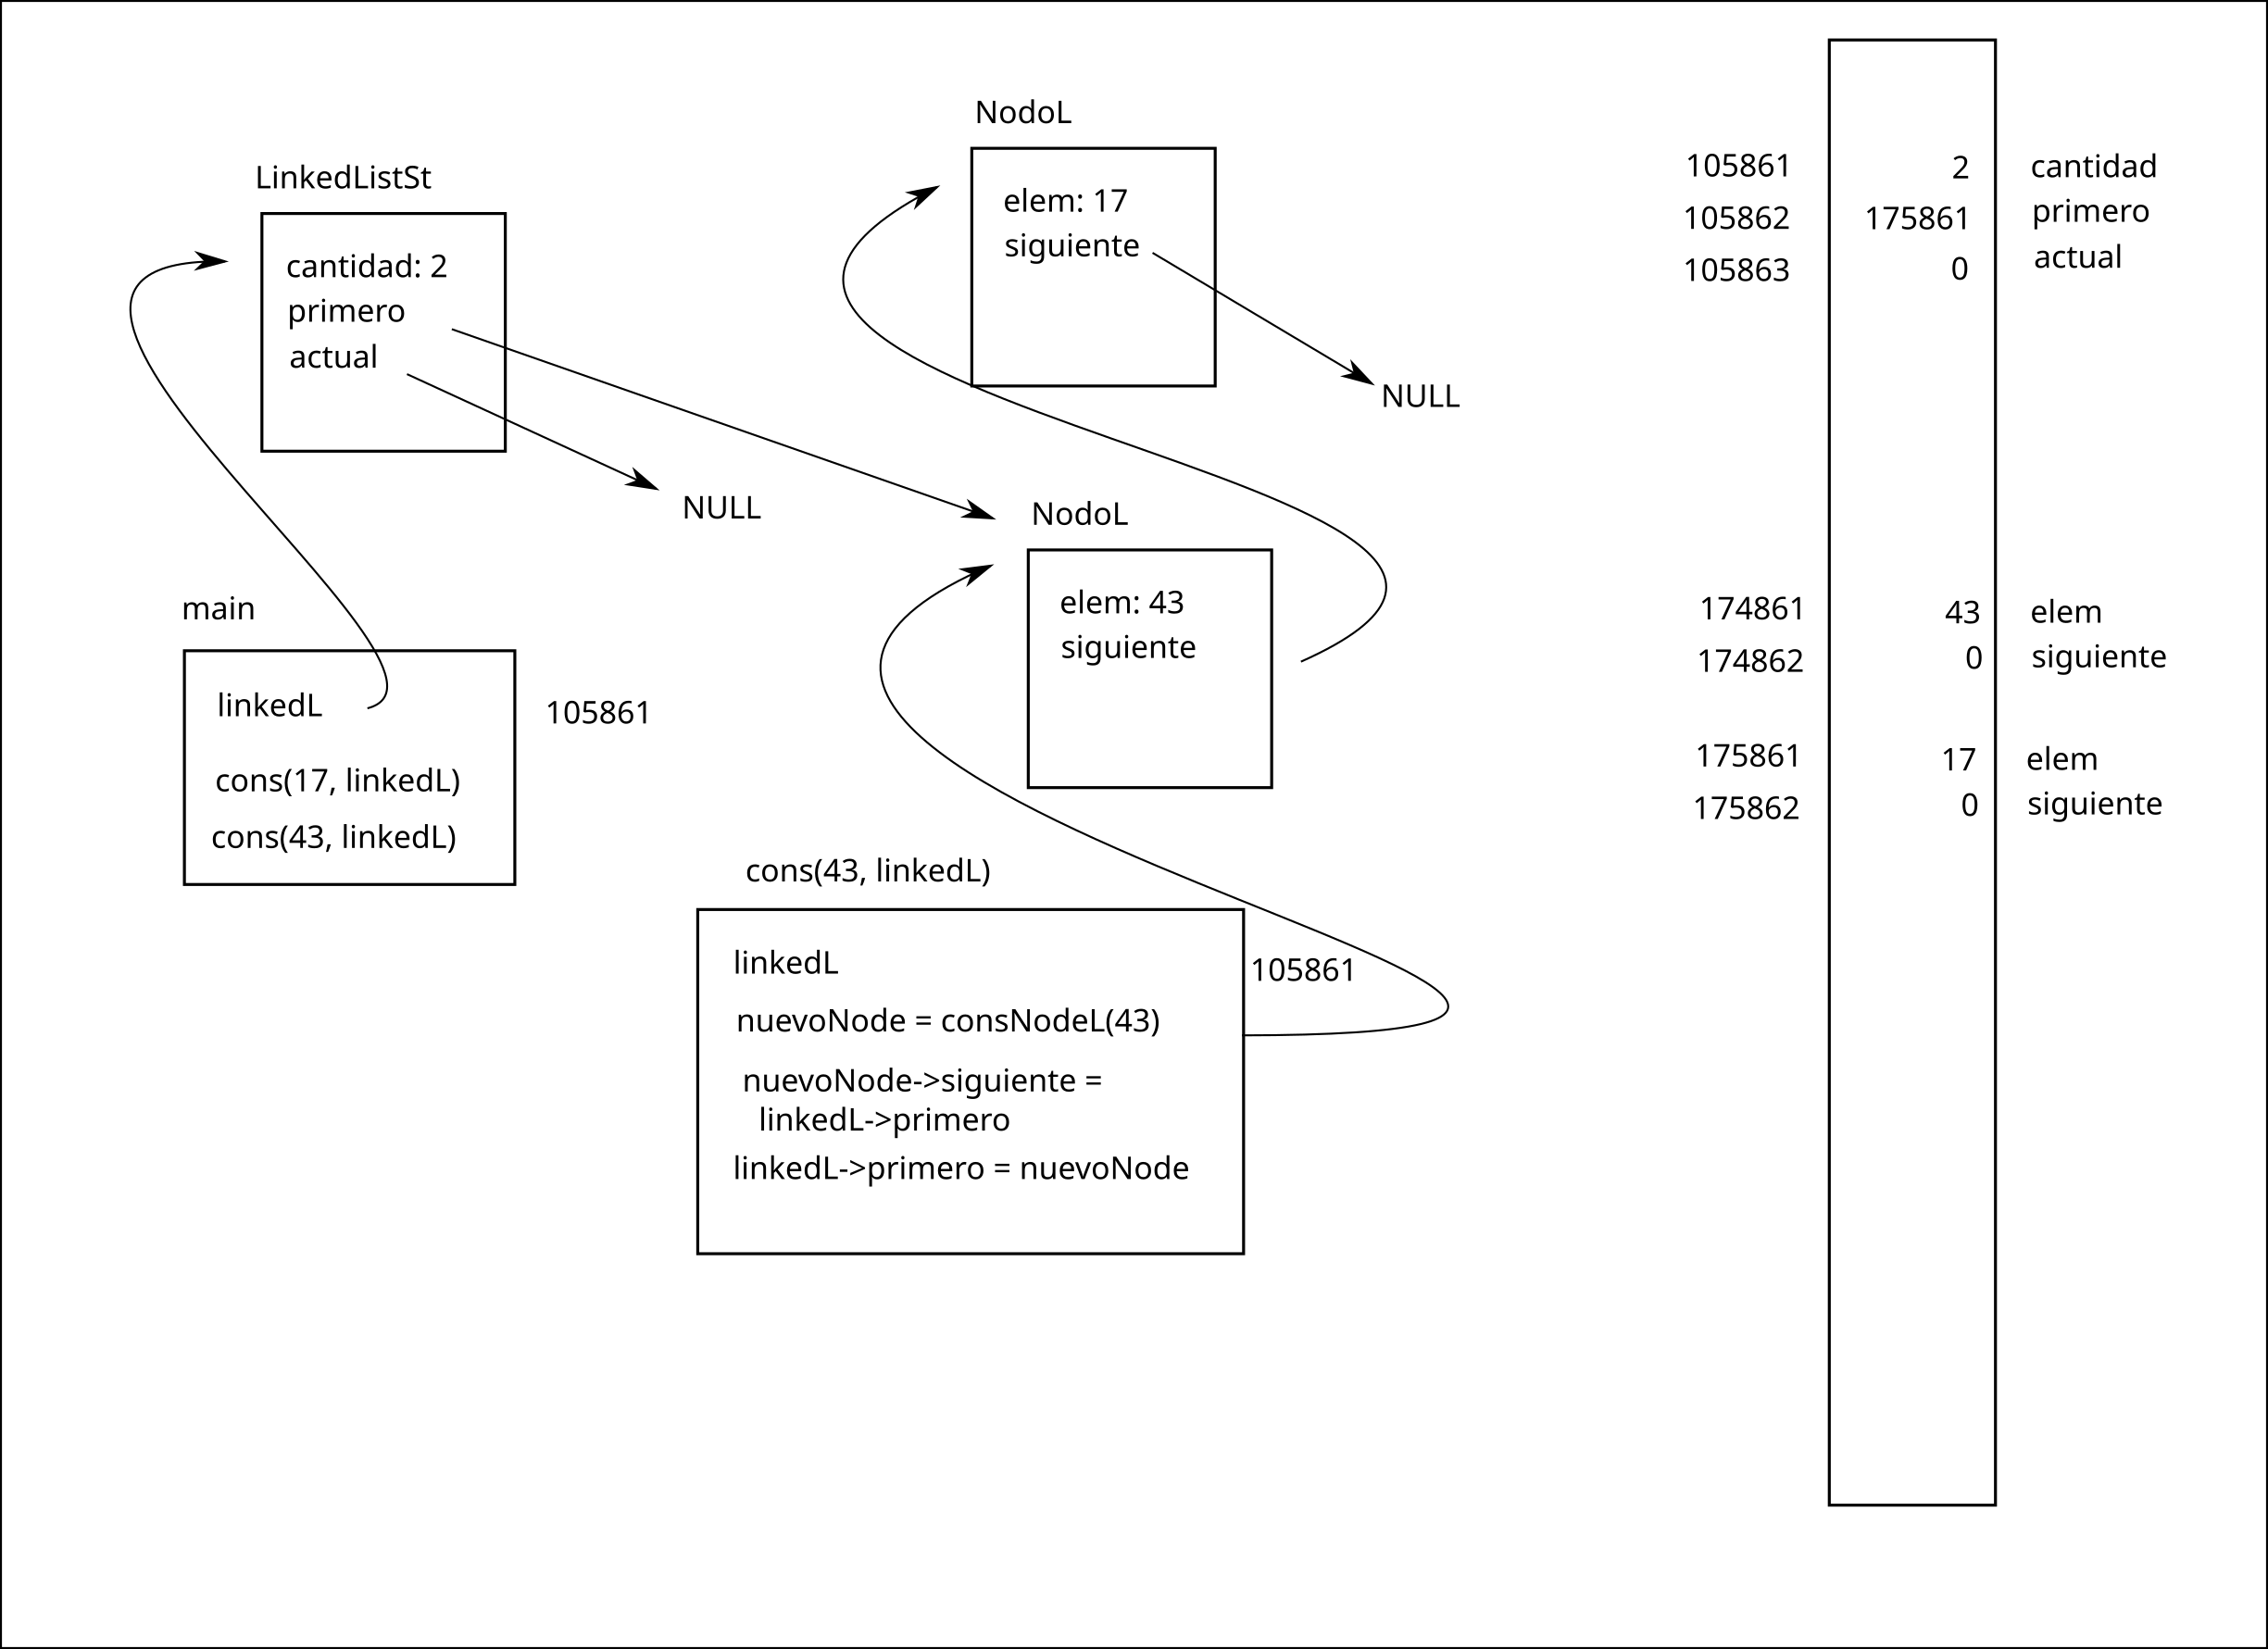 LinkedListSt
cantidad: 2
primero
actual
NULL
NodoL
elem: 17
siguiente
NULL
NodoL
elem: 43
siguiente
main
linkedL
105861
cons(17, linkedL)
cons(43, linkedL)
cons(43, linkedL)
linkedL
105861
nuevoNode = consNodeL(43)
nuevoNode->siguiente =
linkedL->primero
linkedL->primero = nuevoNode
105861 2 cantidad
105862 175861 primero
105863 0 actual
174861 43 elem
174862 0 siguiente
175861 17 elem
175862 0 siguiente